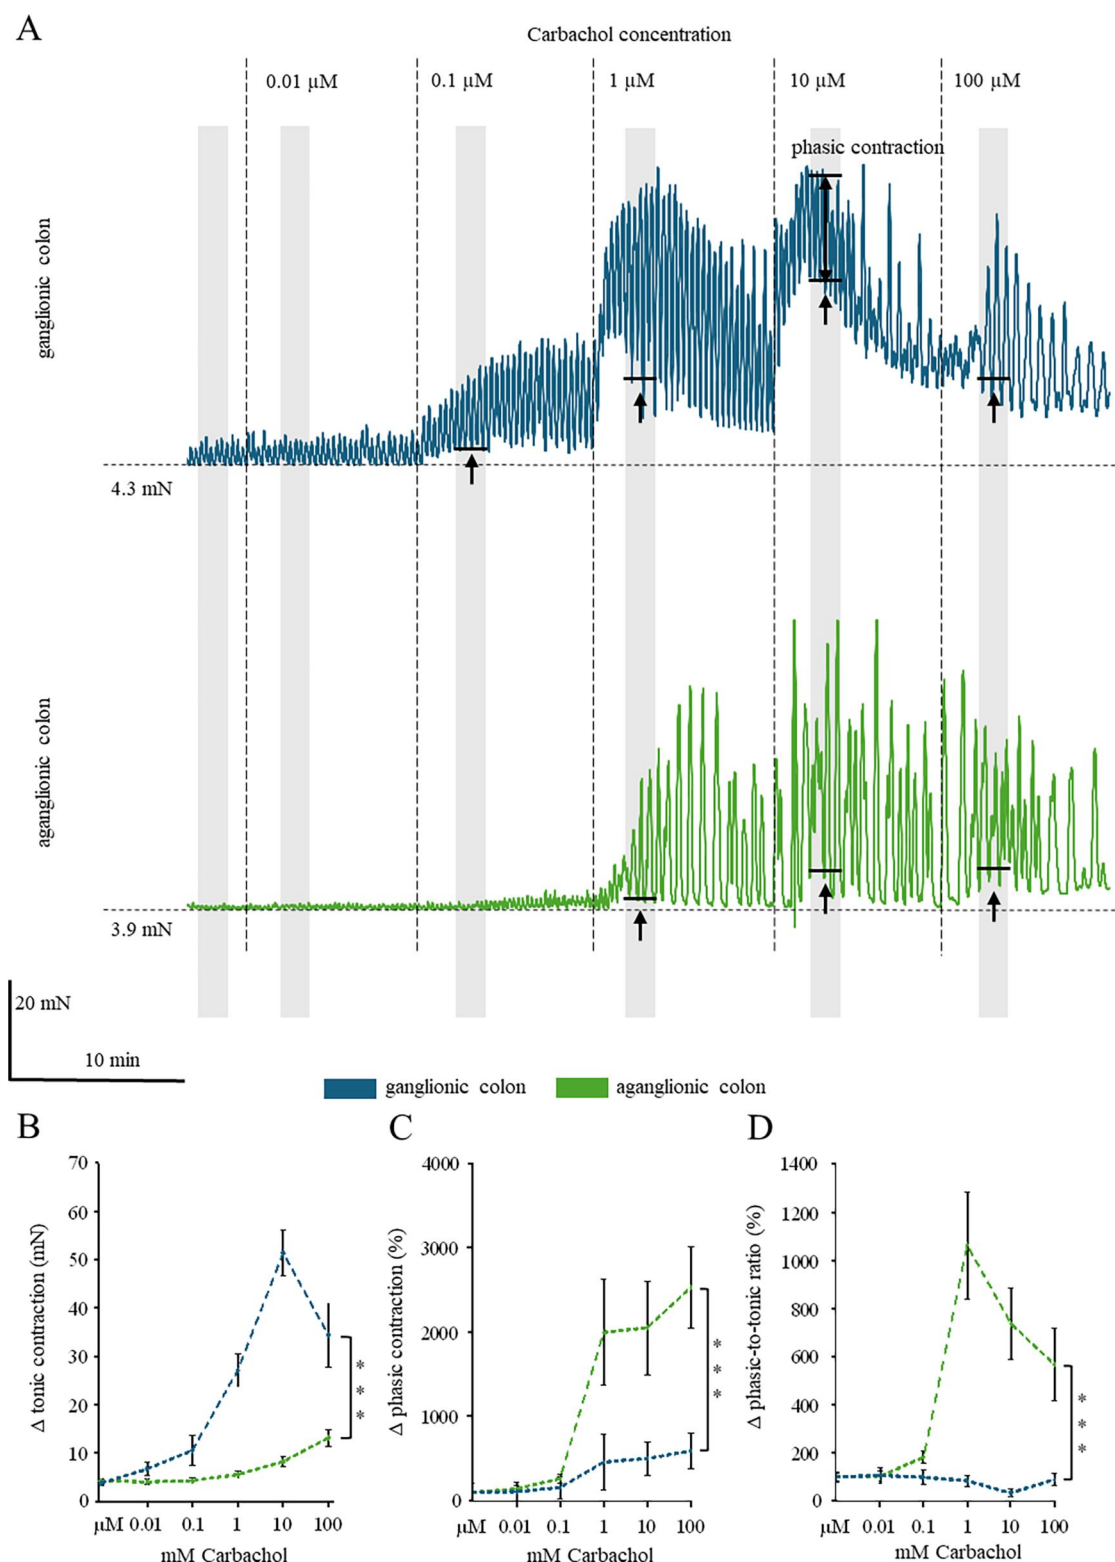 A
Carbachol concentration
0.01 µM
0.1 µM
1 µM
10 µM
100 µM
phasic contraction
ganglionic colon
4.3 mN
aganglionic colon
3.9 mN
20 mN
10 min
ganglionic colon
aganglionic colon
B
Δ tonic contraction (mN)
70
60
50
40
30
20
10
0
***
µM 0.01 0.1 1 10 100
mM Carbachol
C
Δ phasic contraction (%)
4000
3000
2000
1000
0
***
µM 0.01 0.1 1 10 100
mM Carbachol
D
Δ phasic-to-tonic ratio (%)
1400
1200
1000
800
600
400
200
0
***
µM 0.01 0.1 1 10 100
mM Carbachol